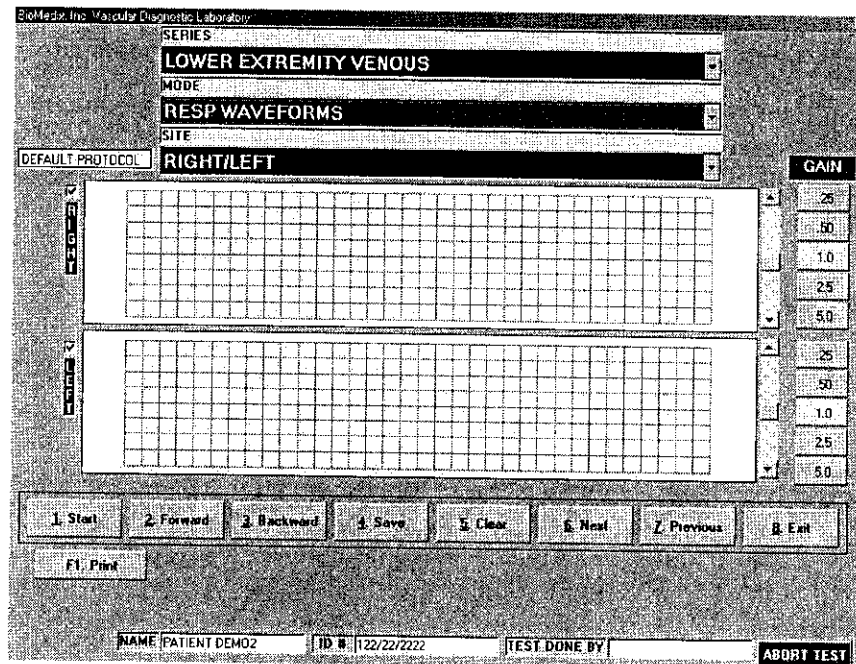 BioMedix, Inc. Vascular Diagnostic Laboratory
SERIES
LOWER EXTREMITY VENOUS
MODE
RESP WAVEFORMS
SITE
DEFAULT PROTOCOL
RIGHT/LEFT
GAIN
RIGHT
.25
.50
1.0
2.5
5.0
LEFT
.25
.50
1.0
2.5
5.0
1. Start
2. Forward
3. Backward
4. Save
5. Clear
6. Next
7. Previous
8. Exit
F1. Print
NAME PATIENT DEMO2 ID # 122/22/2222 TEST DONE BY
ABORT TEST